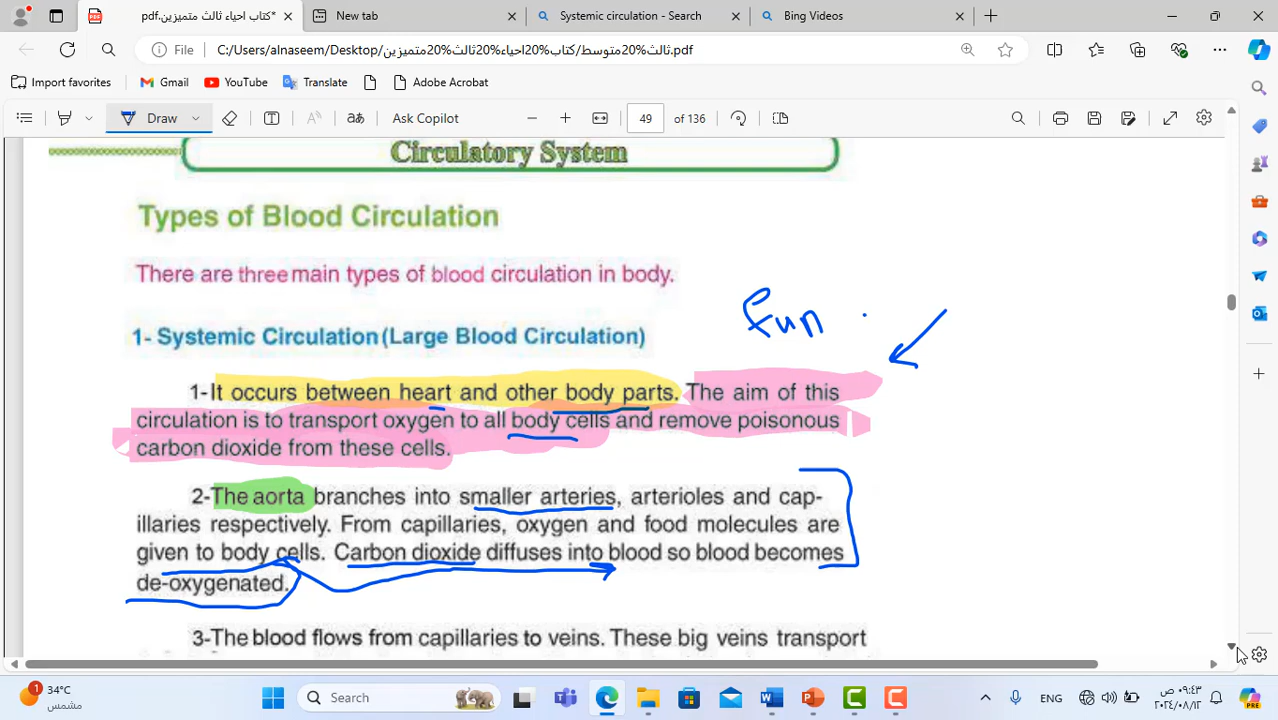 كتاب احياء ثالث متميزين.pdf*
New tab
Systemic circulation - Search
Bing Videos
File
C:/Users/alnaseem/Desktop/ثالث%20متوسط/كتاب%20احياء%20ثالث%20متميزين.pdf
Import favorites
Gmail
YouTube
Translate
Adobe Acrobat
Draw
Ask Copilot
49 of 136
Circulatory System
Types of Blood Circulation
There are three main types of blood circulation in body.
fun
1- Systemic Circulation (Large Blood Circulation)
1-It occurs between heart and other body parts. The aim of this
circulation is to transport oxygen to all body cells and remove poisonous
carbon dioxide from these cells.
2-The aorta branches into smaller arteries, arterioles and cap-
illaries respectively. From capillaries, oxygen and food molecules are
given to body cells. Carbon dioxide diffuses into blood so blood becomes
de-oxygenated.
3-The blood flows from capillaries to veins. These big veins transport
1
34°C
مشمس
Search
ENG
٠٩:٤٣ ص
٢٠٢٤/٠٨/١٢
PRE